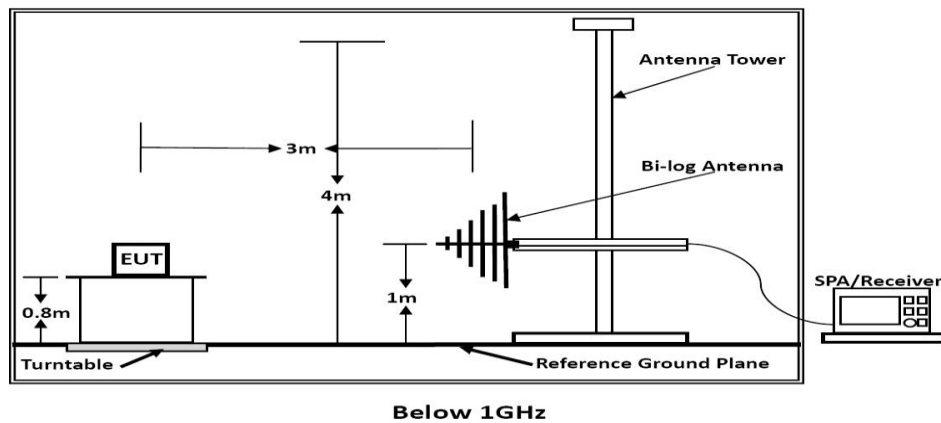 Antenna Tower
3m
Bi-log Antenna
4m
EUT
SPA/Receiver
1m
0.8m
Turntable
Reference Ground Plane
Below 1GHz